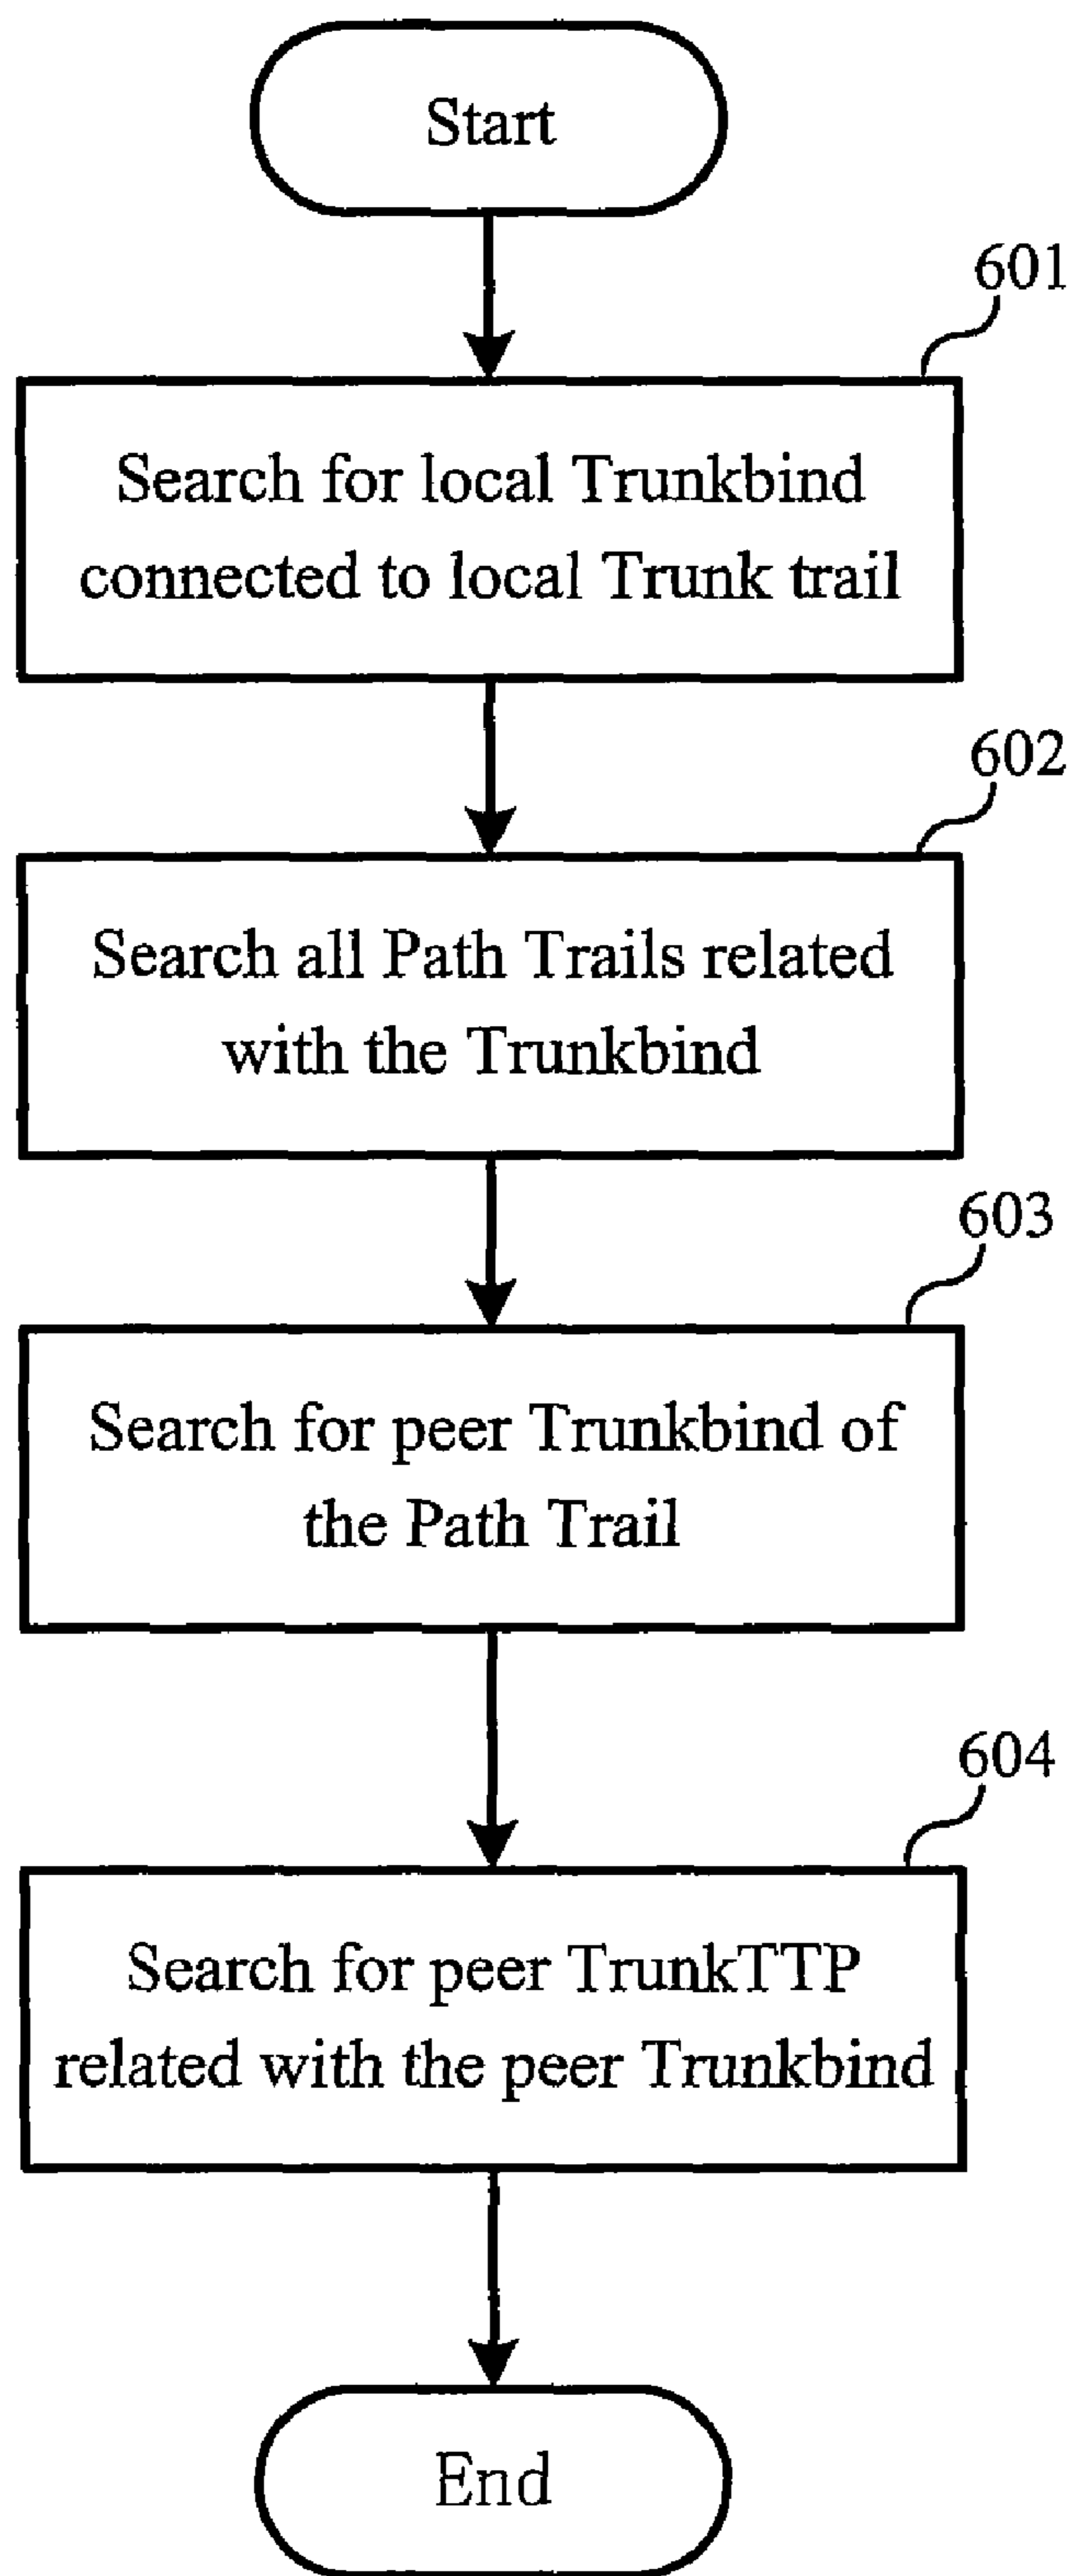 Start
601
Search for local Trunkbind
connected to local Trunk trail
602
Search all Path Trails related
with the Trunkbind
603
Search for peer Trunkbind of
the Path Trail
604
Search for peer TrunkTTP
related with the peer Trunkbind
End